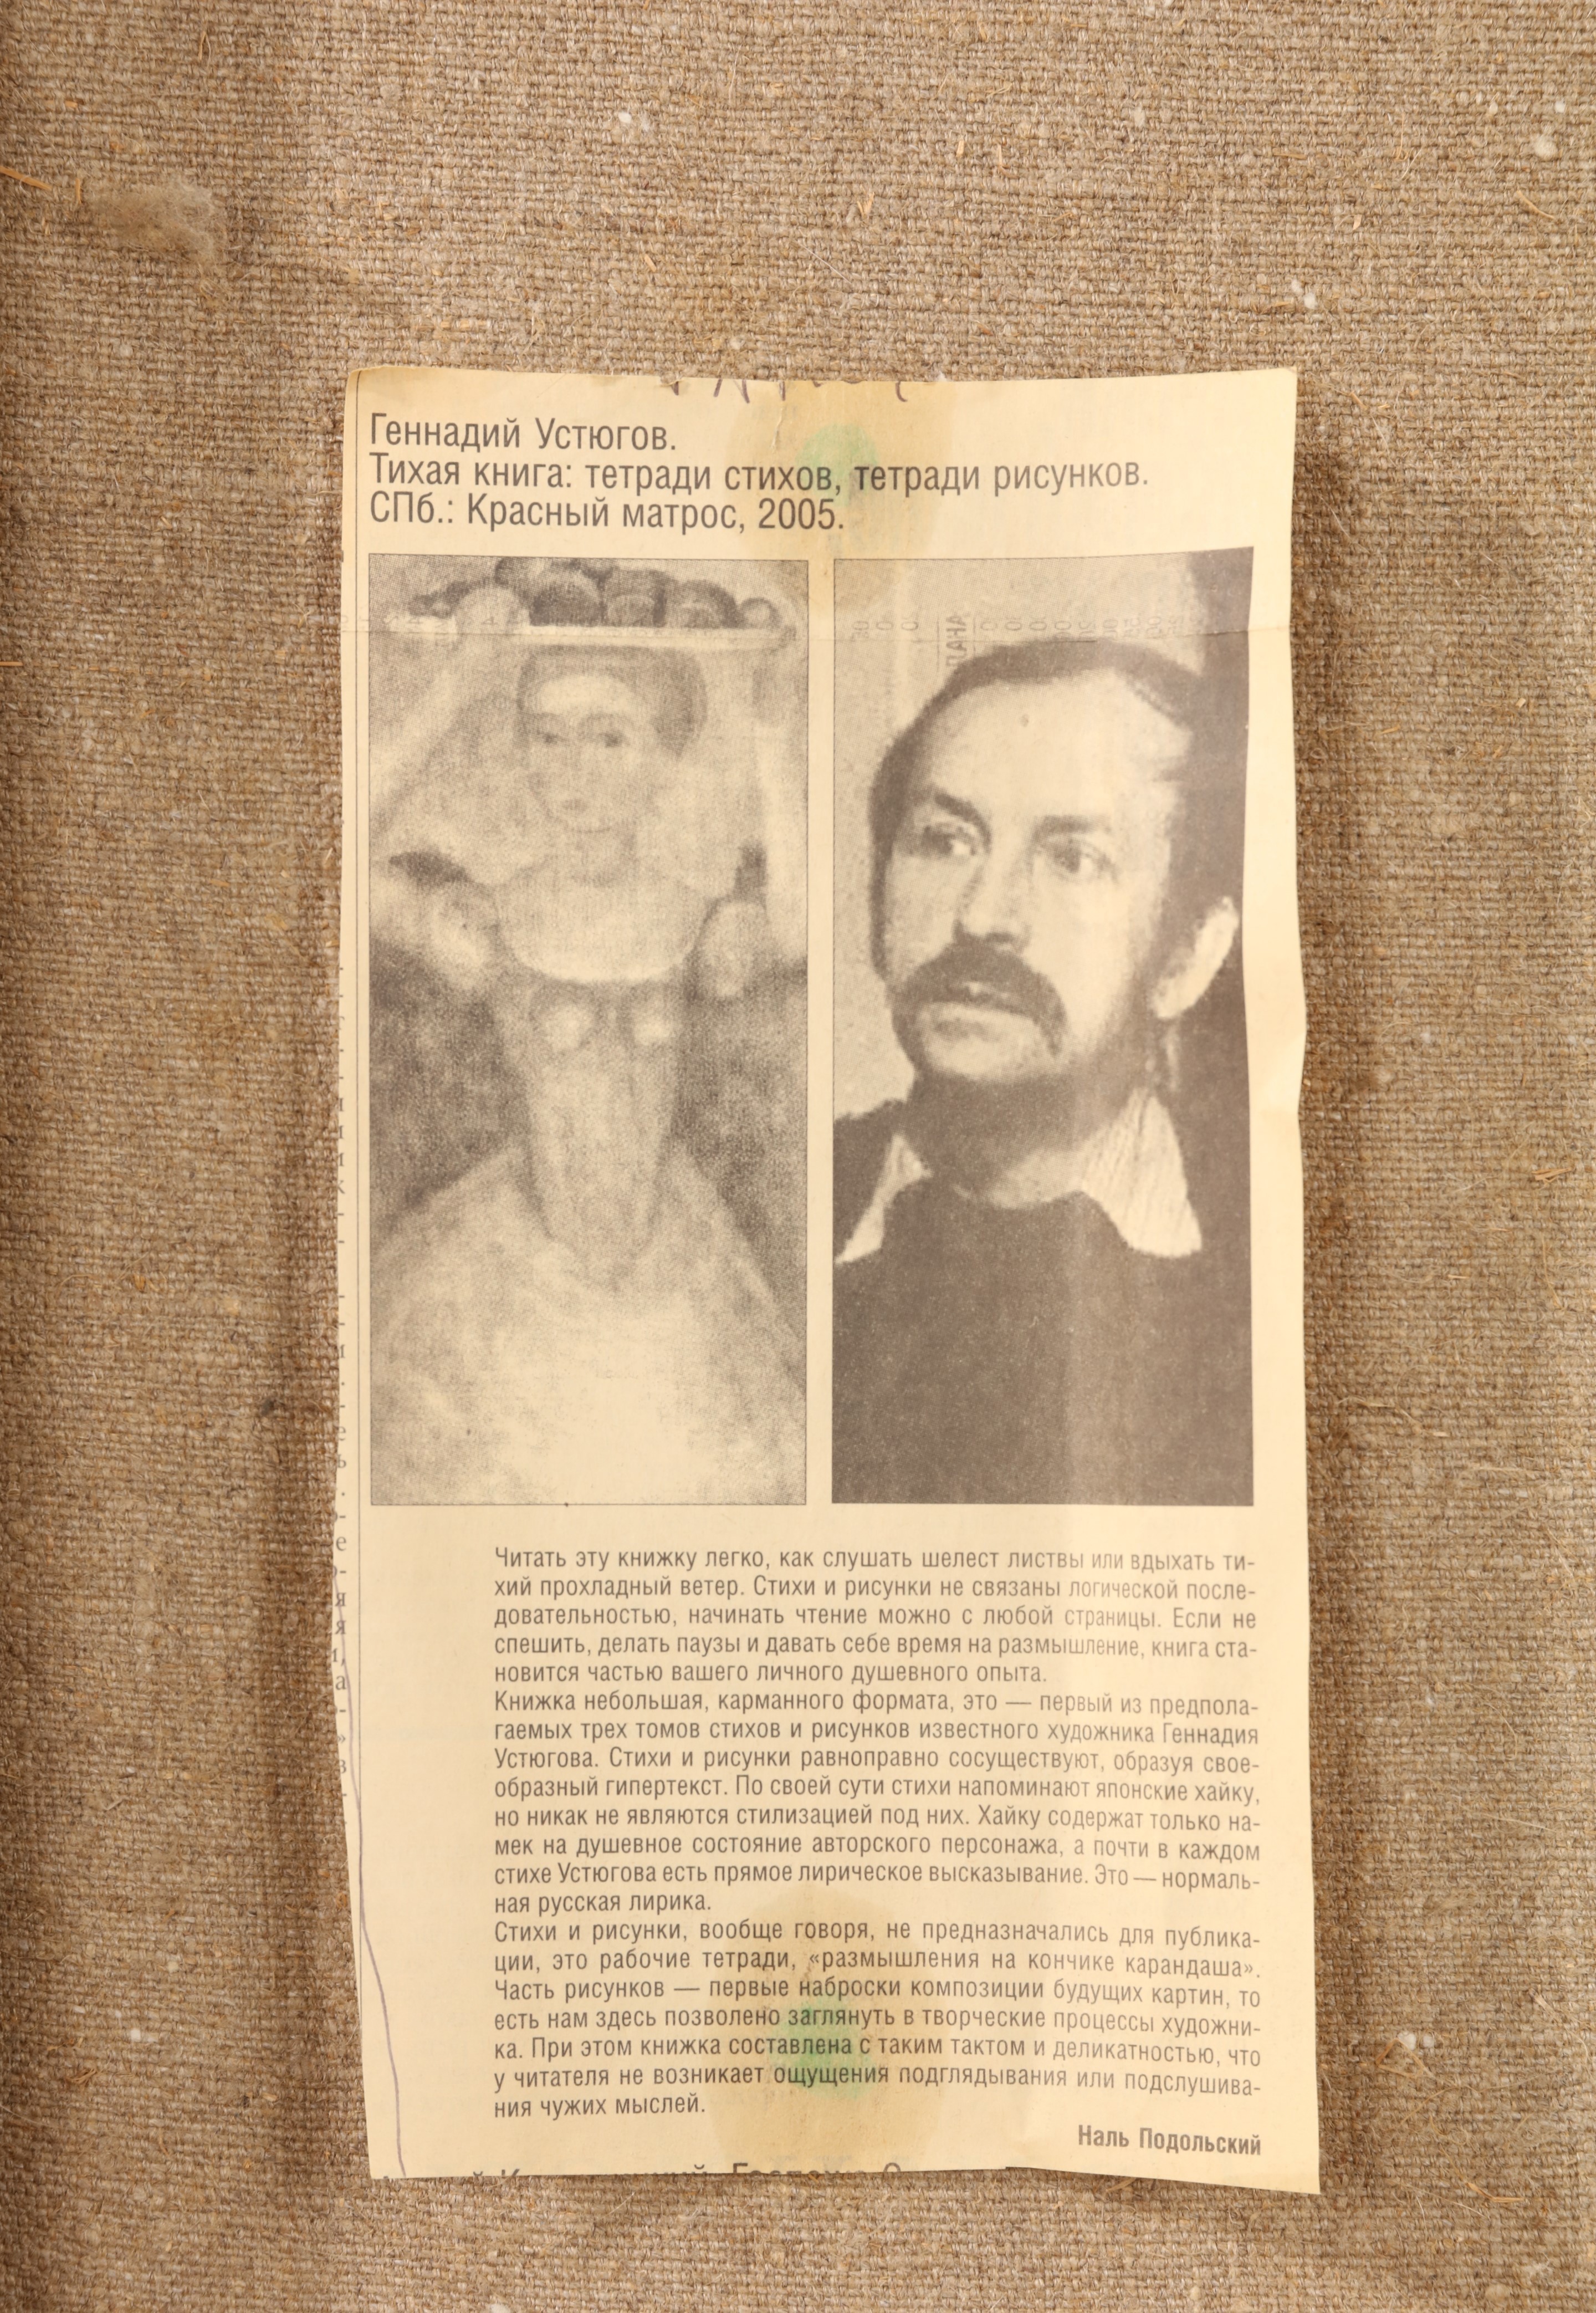 Геннадий Устюгов.
Тихая книга: тетради стихов, тетради рисунков.
СПб.: Красный матрос, 2005.
Читать эту книжку легко, как слушать шелест листвы или вдыхать ти-
хий прохладный ветер. Стихи и рисунки не связаны логической после-
довательностью, начинать чтение можно с любой страницы. Если не
спешить, делать паузы и давать себе время на размышление, книга ста-
новится частью вашего личного душевного опыта.
Книжка небольшая, карманного формата, это — первый из предпола-
гаемых трех томов стихов и рисунков известного художника Геннадия
Устюгова. Стихи и рисунки равноправно сосуществуют, образуя свое-
образный гипертекст. По своей сути стихи напоминают японские хайку,
но никак не являются стилизацией под них. Хайку содержат только на-
мек на душевное состояние авторского персонажа, а почти в каждом
стихе Устюгова есть прямое лирическое высказывание. Это — нормаль-
ная русская лирика.
Стихи и рисунки, вообще говоря, не предназначались для публика-
ции, это рабочие тетради, «размышления на кончике карандаша».
Часть рисунков — первые наброски композиции будущих картин, то
есть нам здесь позволено заглянуть в творческие процессы художни-
ка. При этом книжка составлена с таким тактом и деликатностью, что
у читателя не возникает ощущения подглядывания или подслушива-
ния чужих мыслей.
Наль Подольский